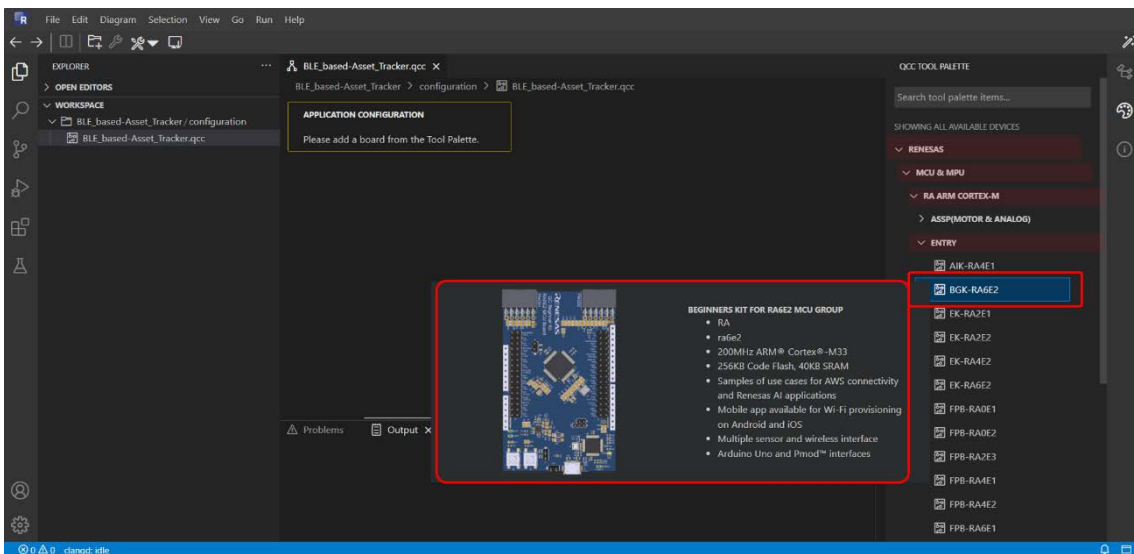 File Edit Diagram Selection View Go Run Help
EXPLORER
OPEN EDITORS
WORKSPACE
BLE_based-Asset_Tracker/configuration
BLE_based-Asset_Tracker.qcc
BLE_based-Asset_Tracker.qcc
BLE_based-Asset_Tracker > configuration > BLE_based-Asset_Tracker.qcc
APPLICATION CONFIGURATION
Please add a board from the Tool Palette.
RENESAS
BEGINNERS KIT FOR RA6E2 MCU GROUP
• RA
• ra6e2
• 200MHz ARM® Cortex®-M33
• 256KB Code Flash, 40KB SRAM
• Samples of use cases for AWS connectivity
and Renesas AI applications
• Mobile app available for Wi-Fi provisioning
on Android and iOS
• Multiple sensor and wireless interface
• Arduino Uno and Pmod™ interfaces
Problems Output
QCC TOOL PALETTE
Search tool palette items...
SHOWING ALL AVAILABLE DEVICES
RENESAS
MCU & MPU
RA ARM CORTEX-M
ASSP(MOTOR & ANALOG)
ENTRY
AIK-RA4E1
BGK-RA6E2
EK-RA2E1
EK-RA2E2
EK-RA4E2
EK-RA6E2
FPB-RA0E1
FPB-RA0E2
FPB-RA2E3
FPB-RA4E1
FPB-RA4E2
FPB-RA6E1
0 0 clangd: idle